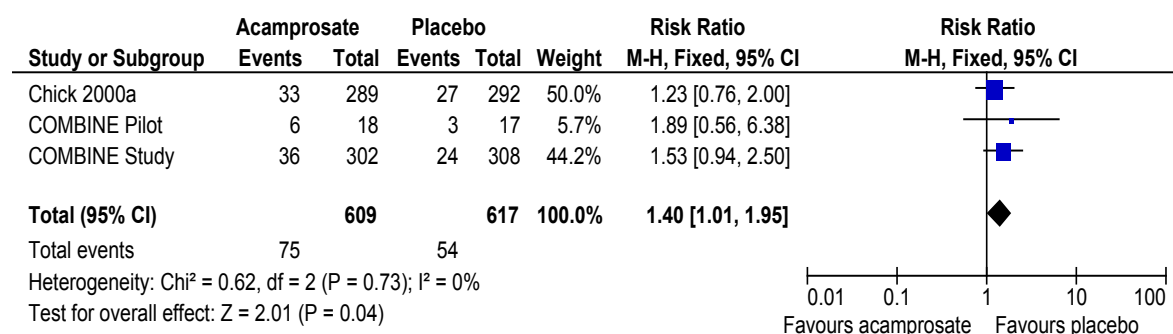 Acamprosate Placebo Risk Ratio Risk Ratio
Study or Subgroup Events Total Events Total Weight M-H, Fixed, 95% CI M-H, Fixed, 95% CI
Chick 2000a 33 289 27 292 50.0% 1.23 [0.76, 2.00]
COMBINE Pilot 6 18 3 17 5.7% 1.89 [0.56, 6.38]
COMBINE Study 36 302 24 308 44.2% 1.53 [0.94, 2.50]
Total (95% CI) 609 617 100.0% 1.40 [1.01, 1.95]
Total events 75 54
Heterogeneity: Chi² = 0.62, df = 2 (P = 0.73); I² = 0%
Test for overall effect: Z = 2.01 (P = 0.04)
0.01 0.1 1 10 100
Favours acamprosate Favours placebo